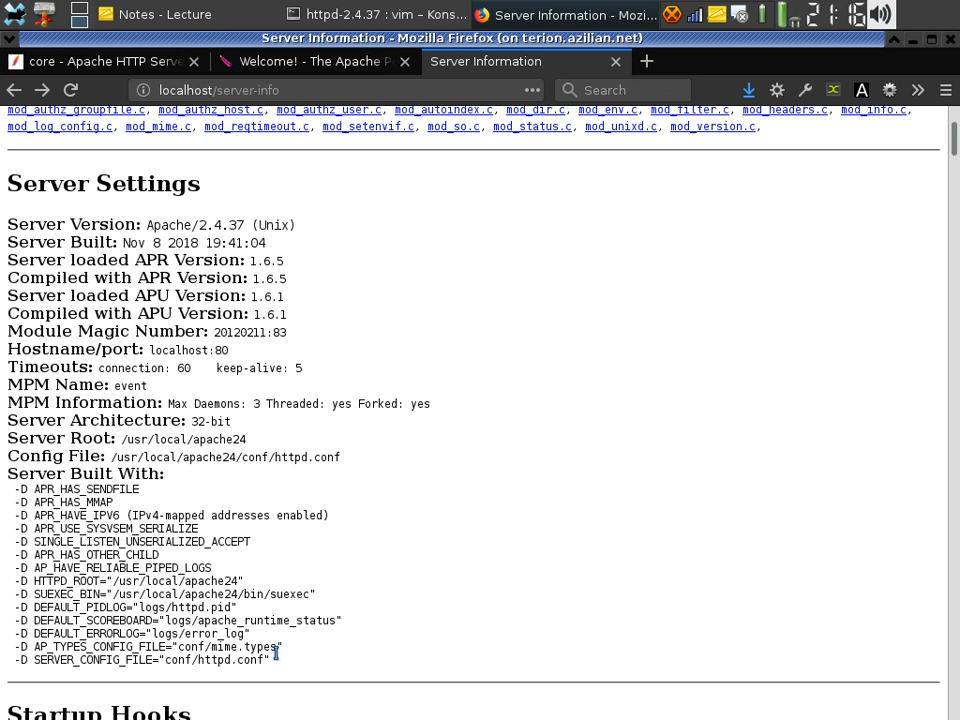 Notes - Lecture
httpd-2.4.37 : vim – Kons...
Server Information - Mozi...
21:16
Server Information - Mozilla Firefox (on terion.azilian.net)
core - Apache HTTP Serve
Welcome! - The Apache P
Server Information
localhost/server-info
Search
mod_authz_groupfile.c, mod_authz_host.c, mod_authz_user.c, mod_autoindex.c, mod_dir.c, mod_env.c, mod_filter.c, mod_headers.c, mod_info.c,
mod_log_config.c, mod_mime.c, mod_reqtimeout.c, mod_setenvif.c, mod_so.c, mod_status.c, mod_unixd.c, mod_version.c,
Server Settings
Server Version: Apache/2.4.37 (Unix)
Server Built: Nov 8 2018 19:41:04
Server loaded APR Version: 1.6.5
Compiled with APR Version: 1.6.5
Server loaded APU Version: 1.6.1
Compiled with APU Version: 1.6.1
Module Magic Number: 20120211:83
Hostname/port: localhost:80
Timeouts: connection: 60    keep-alive: 5
MPM Name: event
MPM Information: Max Daemons: 3 Threaded: yes Forked: yes
Server Architecture: 32-bit
Server Root: /usr/local/apache24
Config File: /usr/local/apache24/conf/httpd.conf
Server Built With:
-D APR_HAS_SENDFILE
-D APR_HAS_MMAP
-D APR_HAVE_IPV6 (IPv4-mapped addresses enabled)
-D APR_USE_SYSVSEM_SERIALIZE
-D SINGLE_LISTEN_UNSERIALIZED_ACCEPT
-D APR_HAS_OTHER_CHILD
-D AP_HAVE_RELIABLE_PIPED_LOGS
-D HTTPD_ROOT="/usr/local/apache24"
-D SUEXEC_BIN="/usr/local/apache24/bin/suexec"
-D DEFAULT_PIDLOG="logs/httpd.pid"
-D DEFAULT_SCOREBOARD="logs/apache_runtime_status"
-D DEFAULT_ERRORLOG="logs/error_log"
-D AP_TYPES_CONFIG_FILE="conf/mime.types"
-D SERVER_CONFIG_FILE="conf/httpd.conf"
Startup Hooks